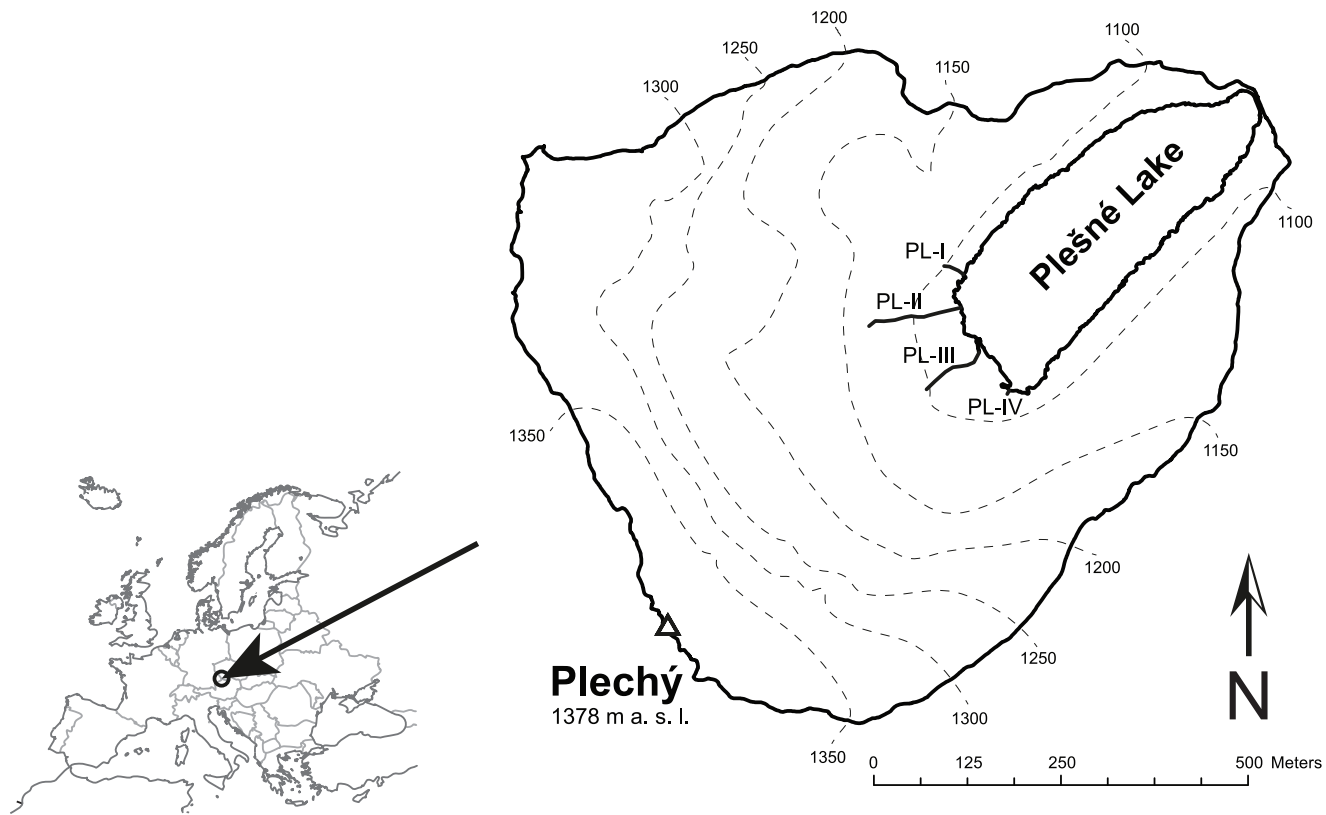 1200
1250
1300
1150
1100
Plešné Lake
1100
PL-I
PL-II
PL-III
PL-IV
1350
1150
1200
1250
1300
1350
Plechý
1378 m a. s. l.
N
0 125 250 500 Meters